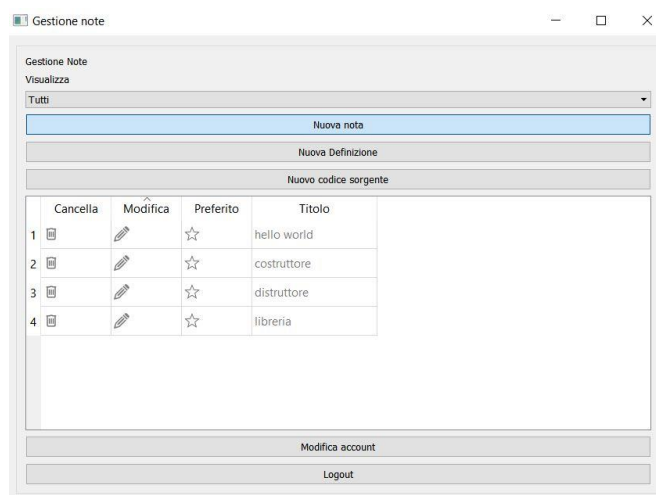 Gestione note
Gestione Note
Visualizza
Tutti
Nuova nota
Nuova Definizione
Nuovo codice sorgente
Cancella Modifica Preferito Titolo
1 hello world
2 costruttore
3 distruttore
4 libreria
Modifica account
Logout